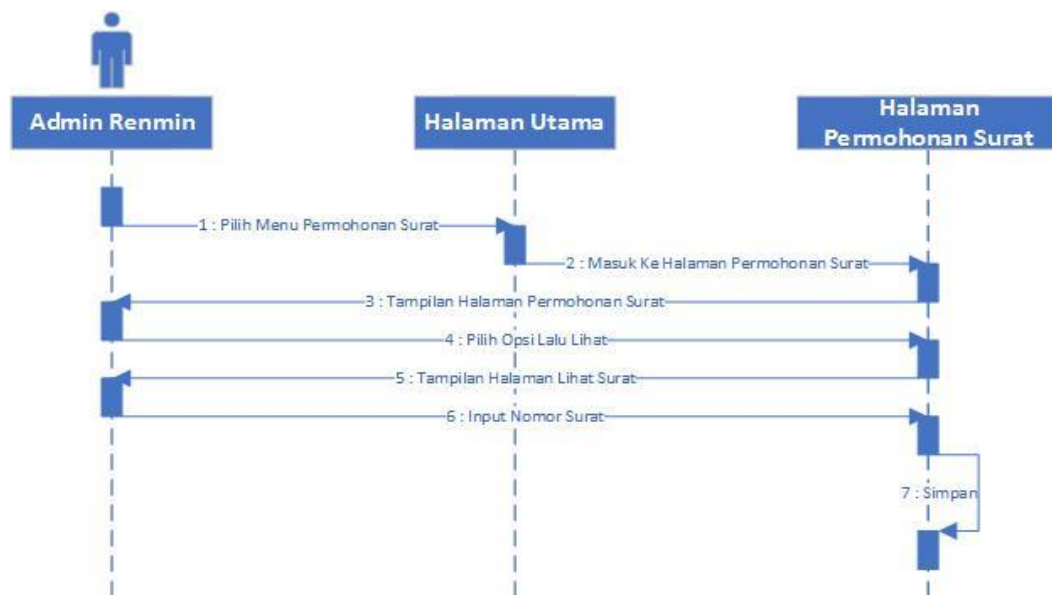 Admin Renmin
Halaman Utama
Halaman
Permohonan Surat
1 : Pilih Menu Permohonan Surat
2 : Masuk Ke Halaman Permohonan Surat
3 : Tampilan Halaman Permohonan Surat
4 : Pilih Opsi Lalu Lihat
5 : Tampilan Halaman Lihat Surat
6 : Input Nomor Surat
7 : Simpan